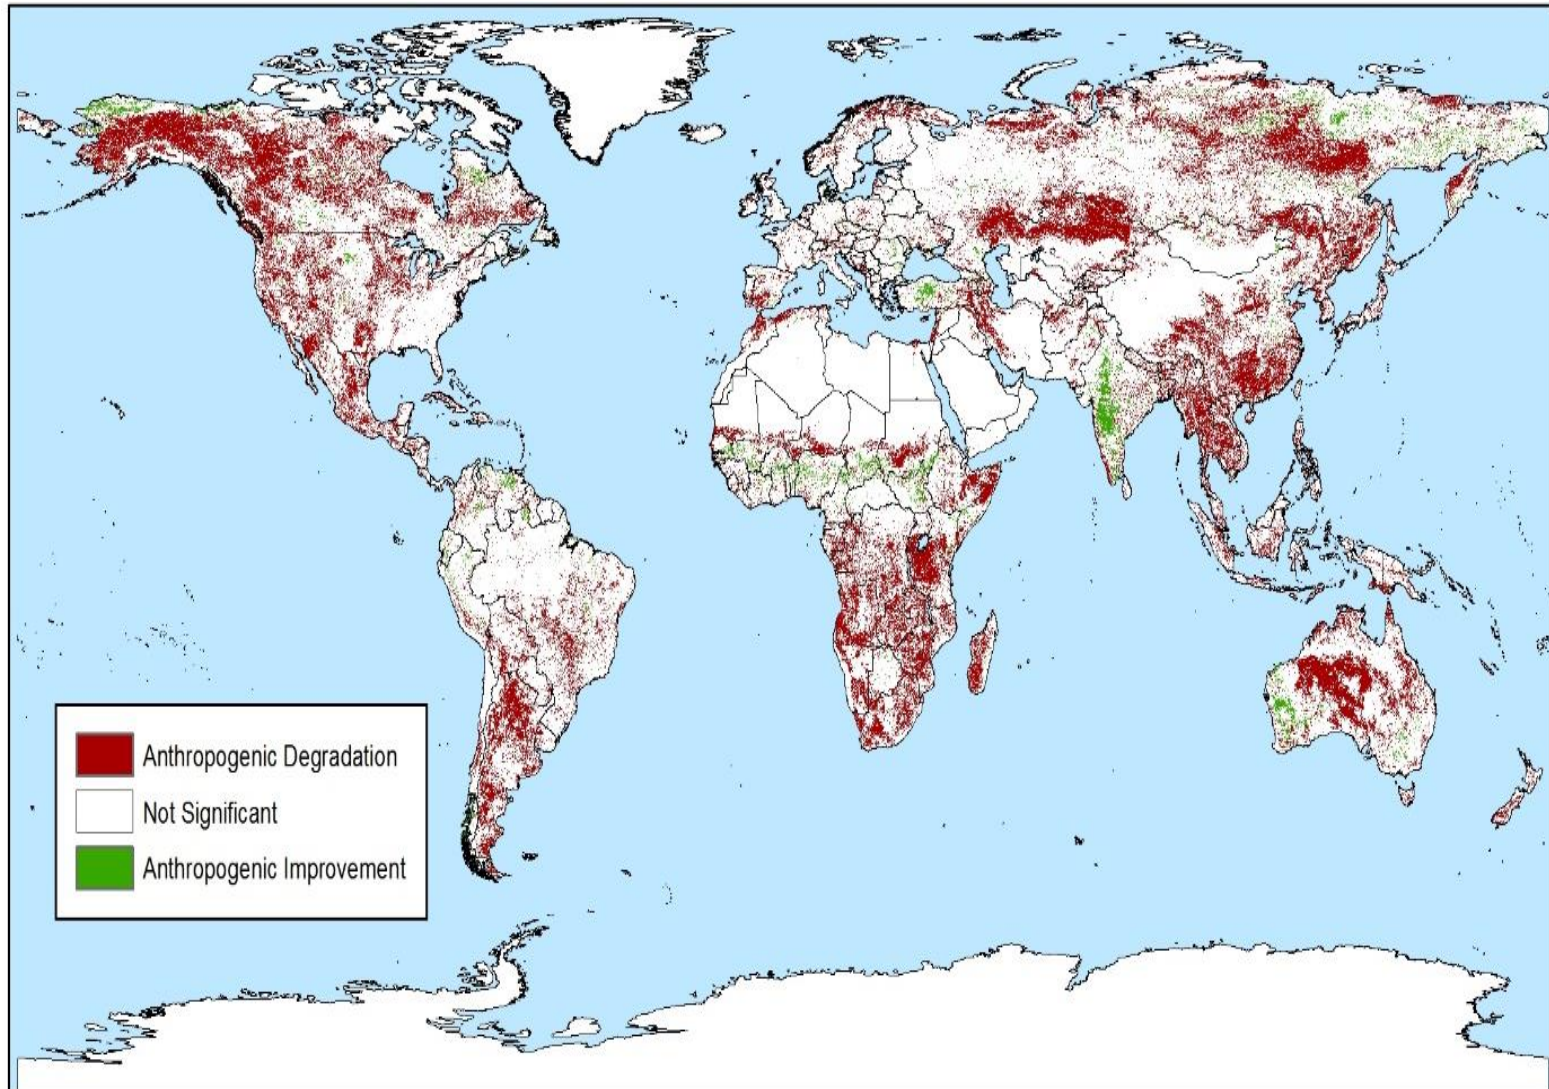 Anthropogenic Degradation
Not Significant
Anthropogenic Improvement